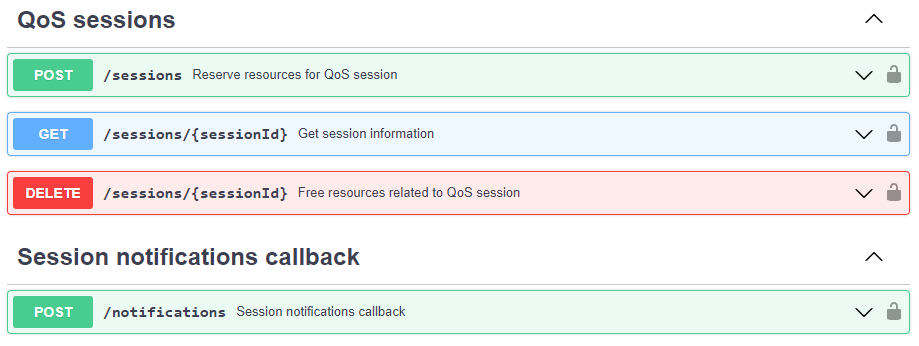 QoS sessions
POST /sessions Reserve resources for QoS session
GET /sessions/{sessionId} Get session information
DELETE /sessions/{sessionId} Free resources related to QoS session
Session notifications callback
POST /notifications Session notifications callback